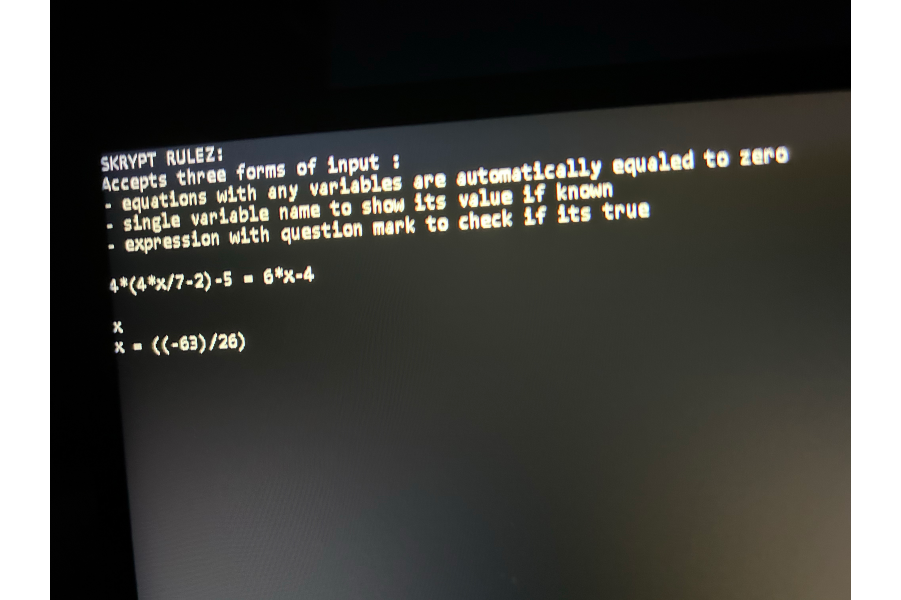 SKRYPT RULEZ:
Accepts three forms of input :
- equations with any variables are automatically equaled to zero
- single variable name to show its value if known
- expression with question mark to check if its true
4*(4*x/7-2)-5 = 6*x-4
x
x = ((-63)/26)